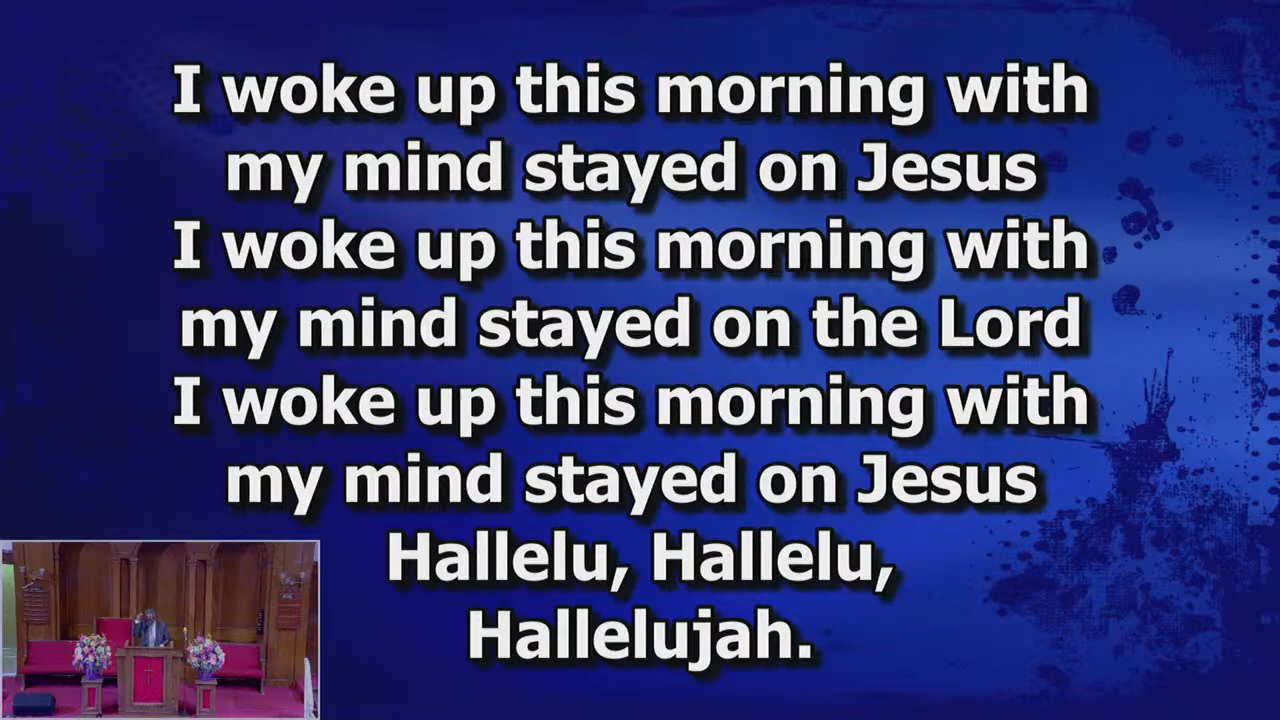 I woke up this morning with
my mind stayed on Jesus
I woke up this morning with
my mind stayed on the Lord
I woke up this morning with
my mind stayed on Jesus
Hallelu, Hallelu,
Hallelujah.